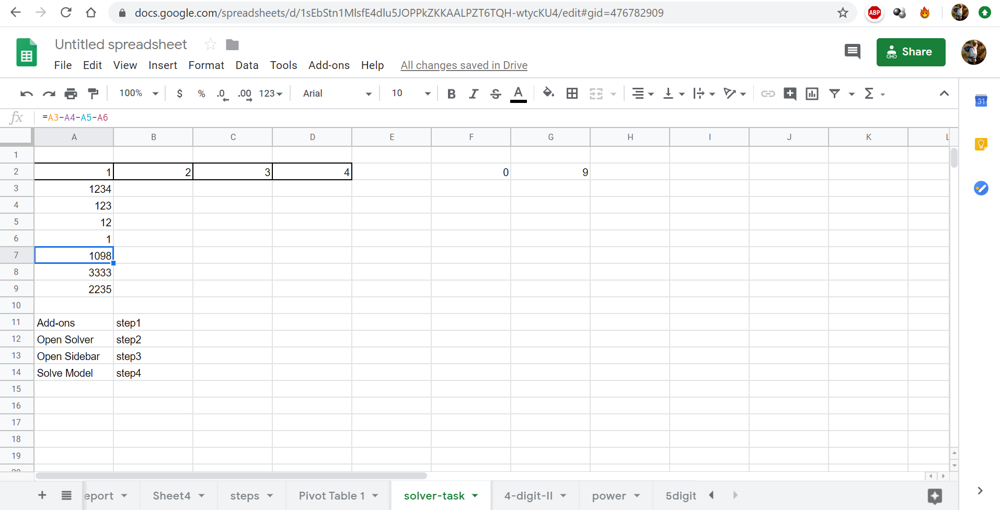 docs.google.com/spreadsheets/d/1sEbStn1MlsfE4dlu5JOPPkZKKAALPZT6TQH-wtycKU4/edit#gid=476782909
ABP
Untitled spreadsheet
File Edit View Insert Format Data Tools Add-ons Help All changes saved in Drive
Share
100% $ % .0 .00 123 Arial 10 B I S A Σ
31
fx =A3-A4-A5-A6
A B C D E F G H I J K L
1
2 1 2 3 4 0 9
3 1234
4 123
5 12
6 1
7 1098
8 3333
9 2235
10
11 Add-ons step1
12 Open Solver step2
13 Open Sidebar step3
14 Solve Model step4
15
16
17
18
19
20
+ eport Sheet4 steps Pivot Table 1 solver-task 4-digit-II power 5digit